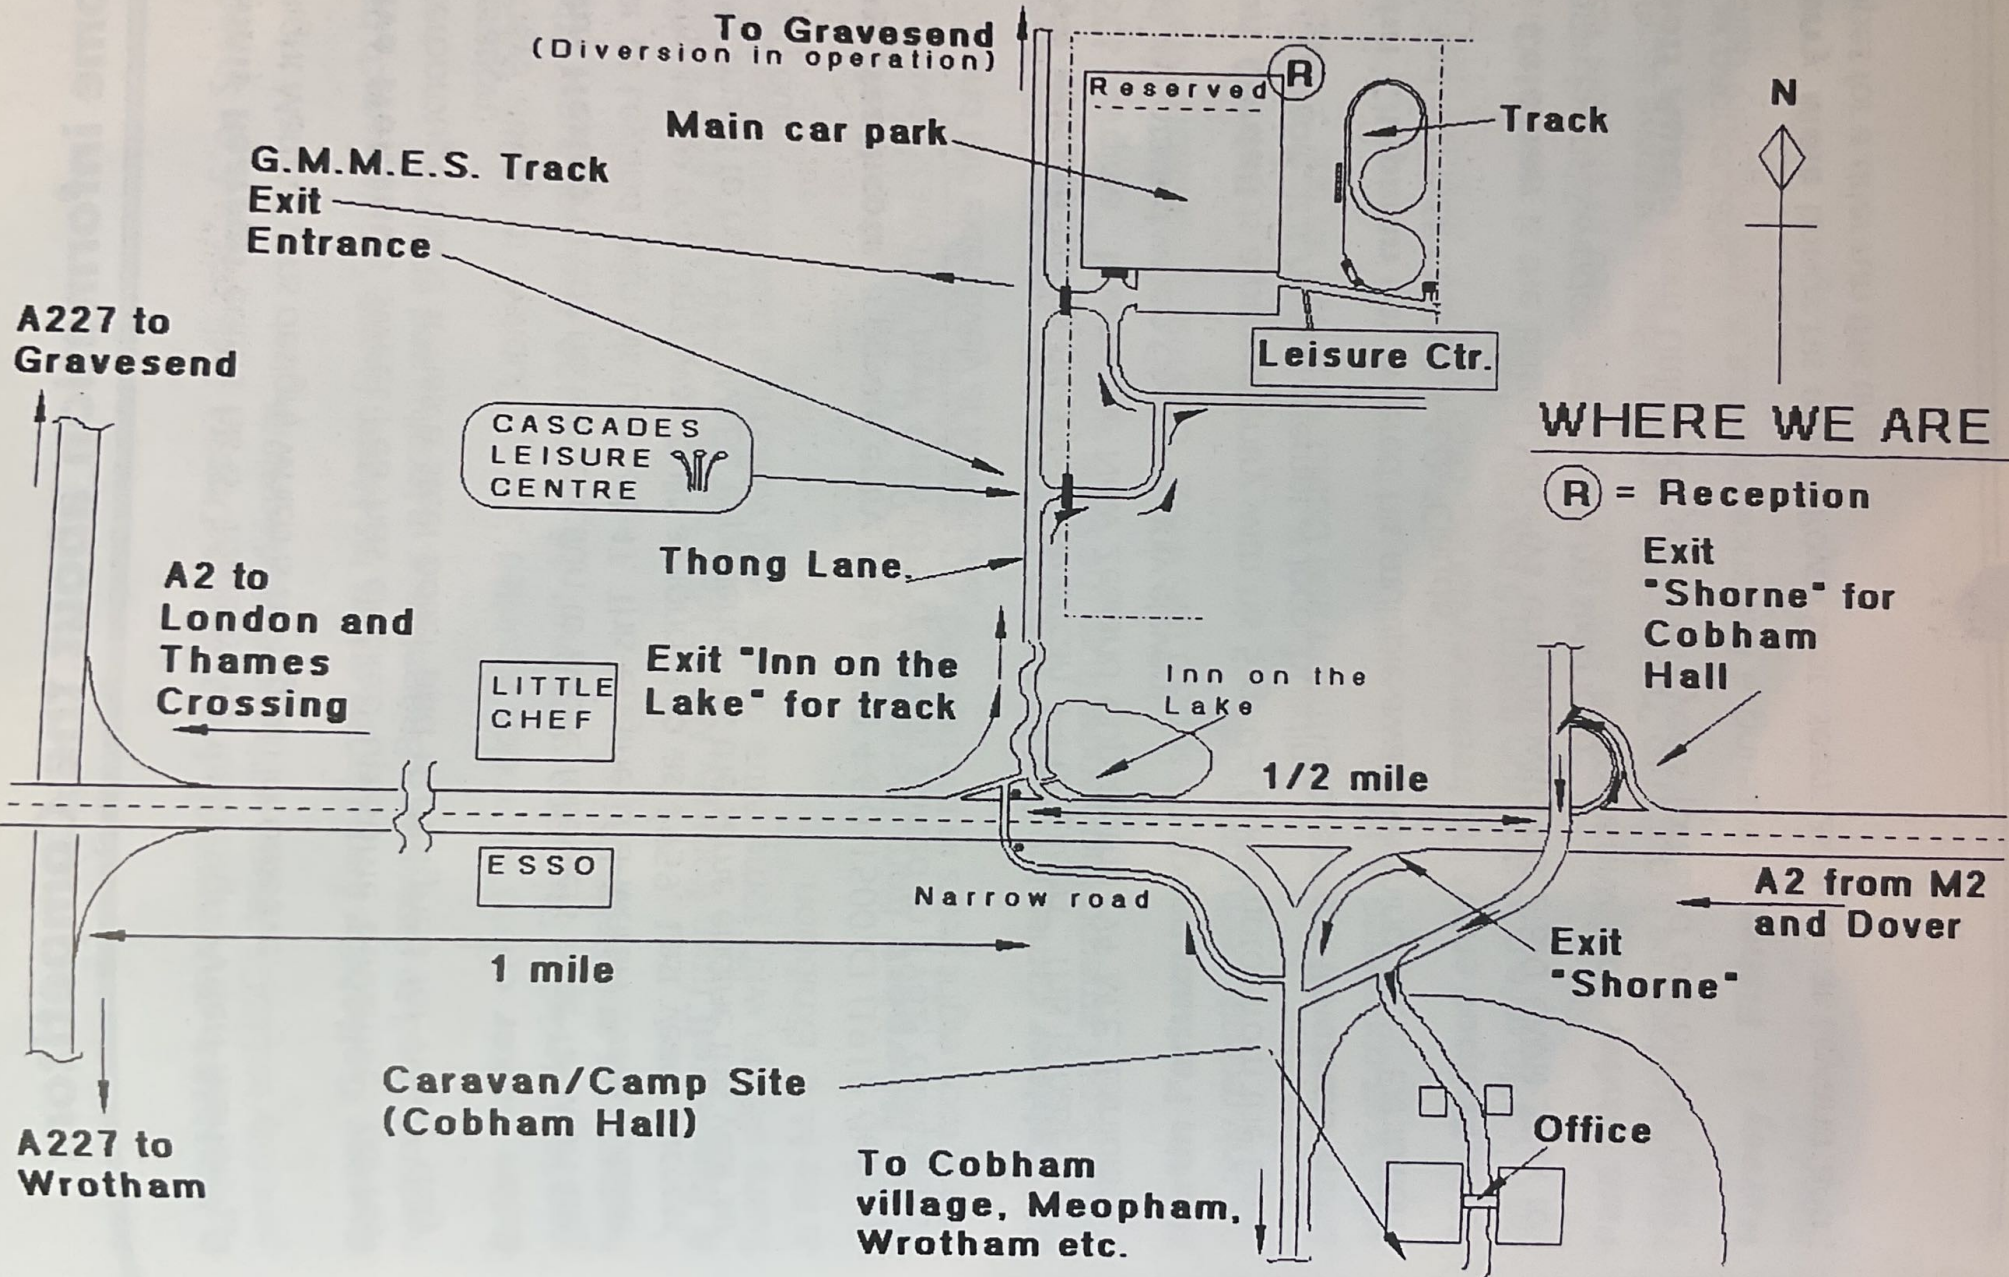 To Gravesend
(Diversion in operation)
Reserved
R
Main car park
Track
N
G.M.M.E.S. Track
Exit
Entrance
A227 to
Gravesend
Leisure Ctr.
CASCADES
LEISURE
CENTRE
WHERE WE ARE
R = Reception
Thong Lane
A2 to
London and
Thames
Crossing
Exit
"Shorne" for
Cobham
Hall
LITTLE
CHEF
Exit "Inn on the
Lake" for track
Inn on the
Lake
1/2 mile
ESSO
Narrow road
A2 from M2
and Dover
1 mile
Exit
"Shorne"
Caravan/Camp Site
(Cobham Hall)
Office
A227 to
Wrotham
To Cobham
village, Meopham,
Wrotham etc.